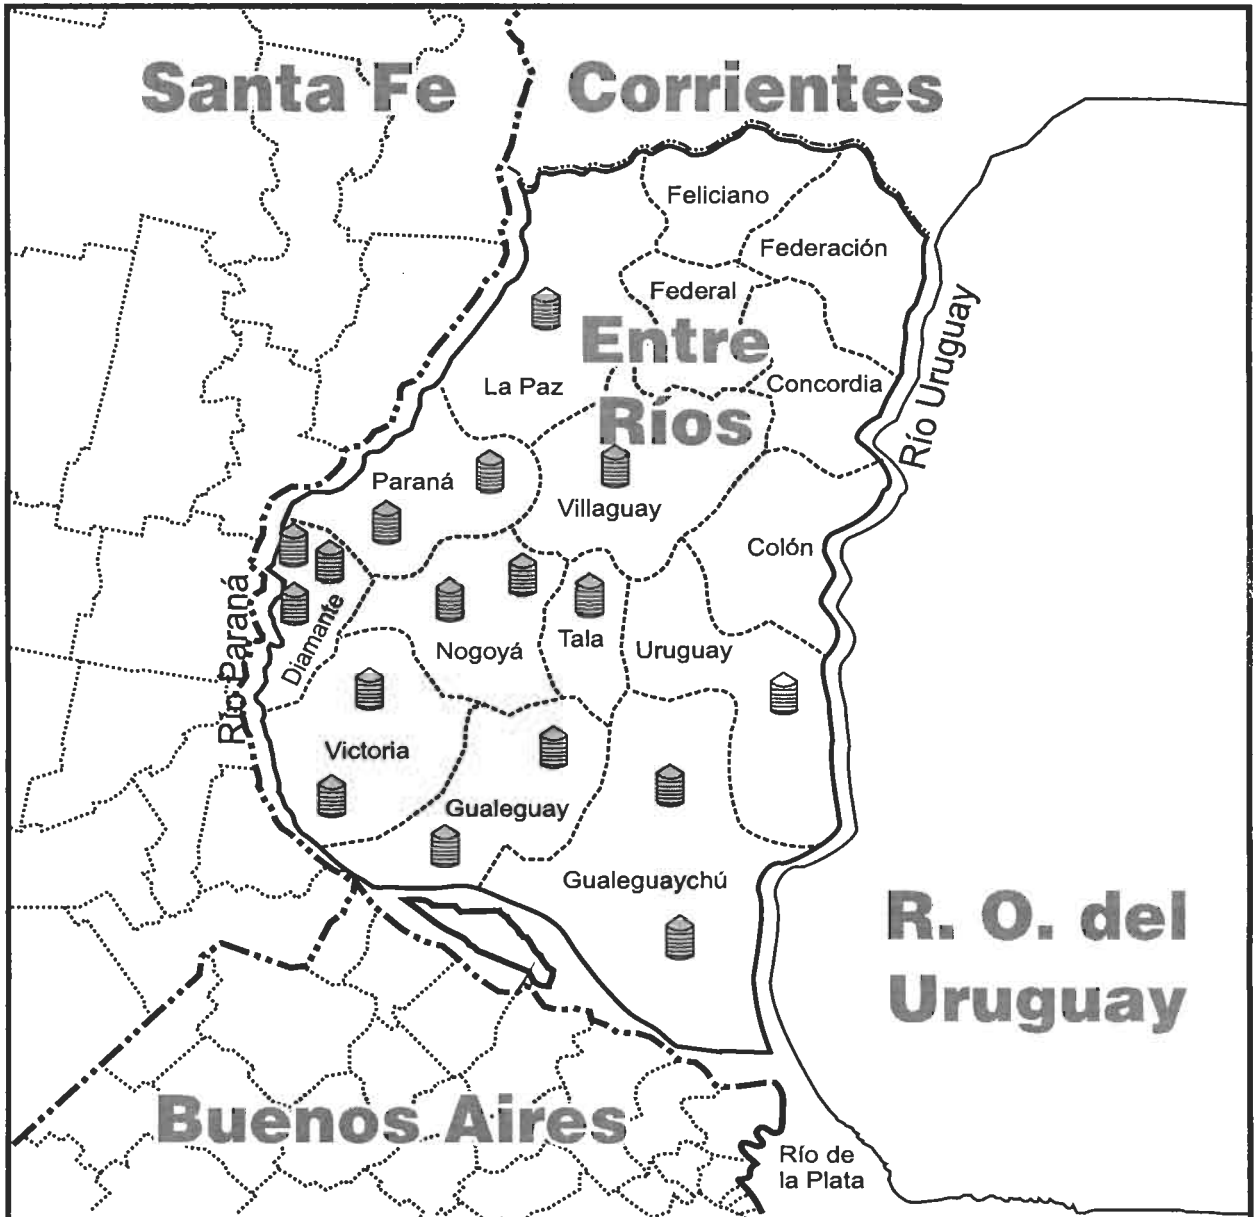 Santa Fe
Corrientes
Feliciano
Federación
Federal
Entre
Ríos
La Paz
Concordia
Río Uruguay
Paraná
Villaguay
Colón
Río Paraná
Diamante
Nogoyá
Tala
Uruguay
Victoria
Gualeguay
Gualeguaychú
R. O. del
Uruguay
Buenos Aires
Río de
la Plata